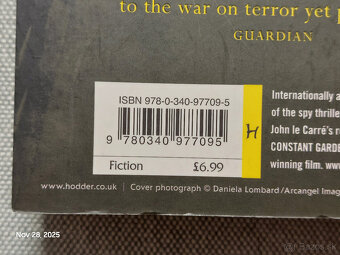 to the war on terror yet p
GUARDIAN
ISBN 978-0-340-97709-5
9 780340 977095
Fiction £6.99
H
Internationally a
of the spy thrille
John le Carré's n
CONSTANT GARDE
winning film. www
www.hodder.co.uk | Cover photograph © Daniela Lombard/Arcangel Imag
Nov 28, 2025
Bazos.sk